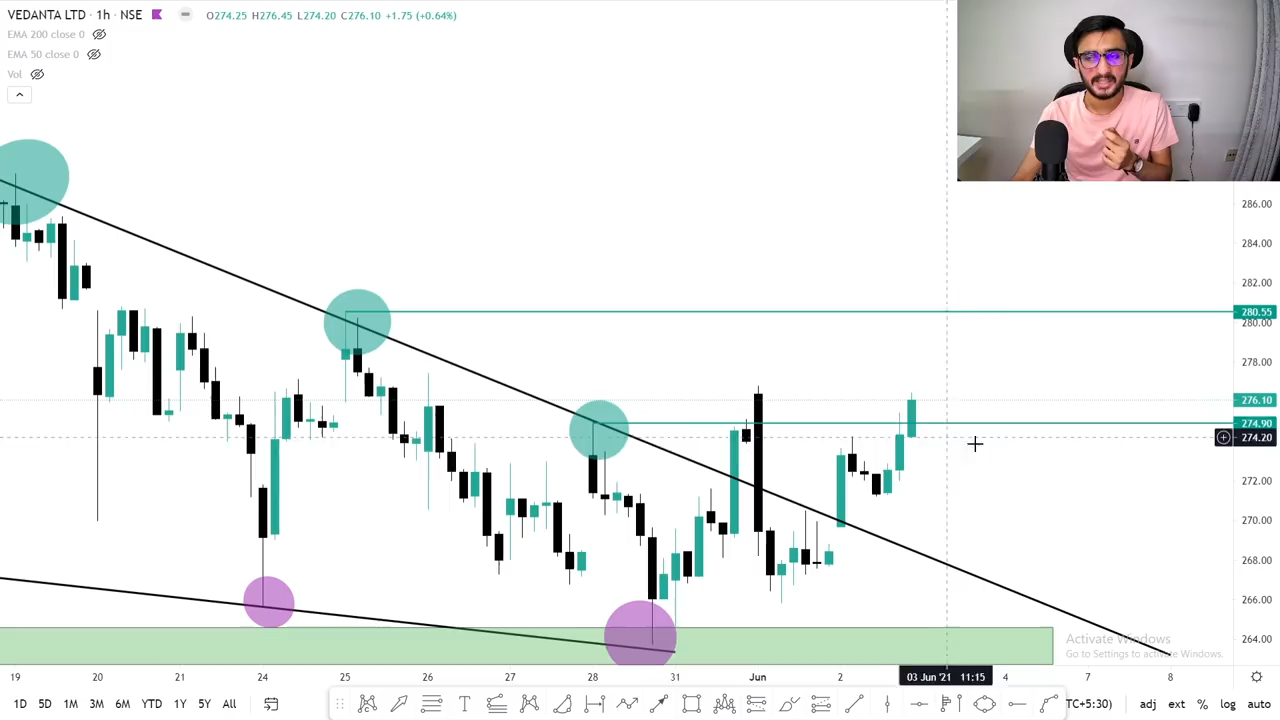 VEDANTA LTD · 1h · NSE O274.25 H276.45 L274.20 C276.10 +1.75 (+0.64%)
EMA 200 close 0
EMA 50 close 0
Vol
286.00
284.00
282.00
280.55
280.00
278.00
276.10
274.90
274.20
272.00
270.00
268.00
266.00
264.00
Activate Windows
Go to Settings to activate Windows.
19 20 21 24 25 26 27 28 31 Jun 2 03 Jun '21 11:15 4 7 8
1D 5D 1M 3M 6M YTD 1Y 5Y All TC+5:30) adj ext % log auto